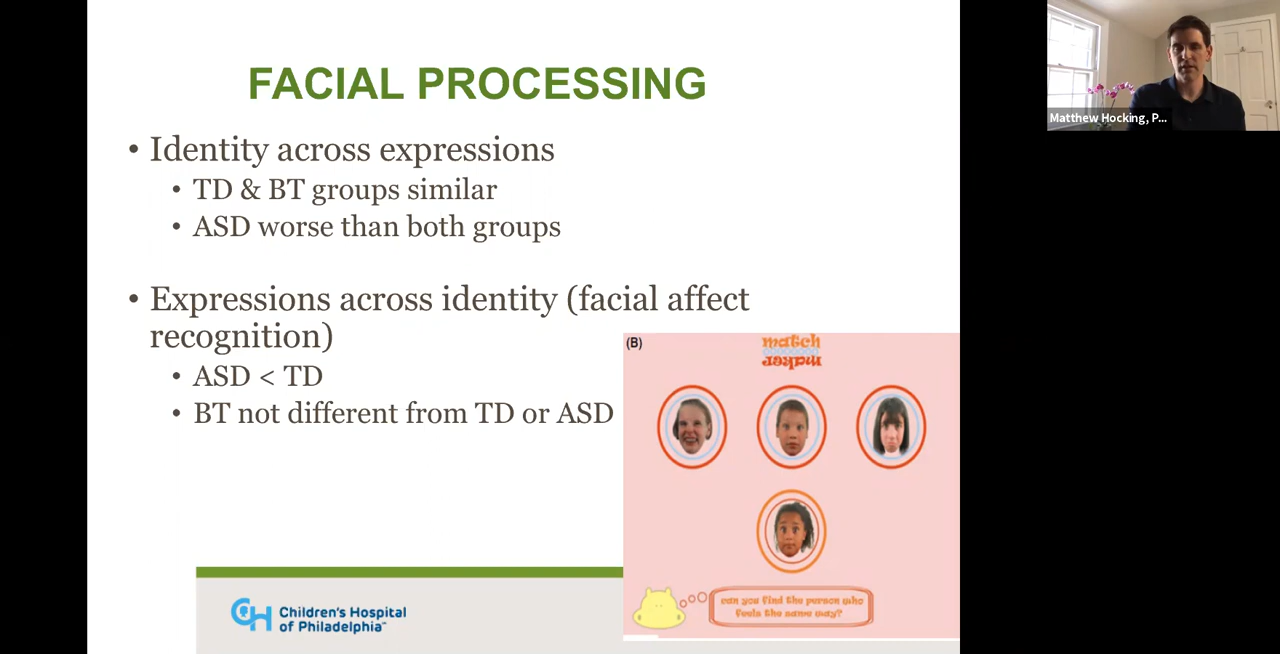 FACIAL PROCESSING
• Identity across expressions
• TD & BT groups similar
• ASD worse than both groups
• Expressions across identity (facial affect
recognition)
• ASD < TD
• BT not different from TD or ASD
(B)
match
maker
can you find the person who
feels the same way?
Children's Hospital
of Philadelphia™
Matthew Hocking, P...